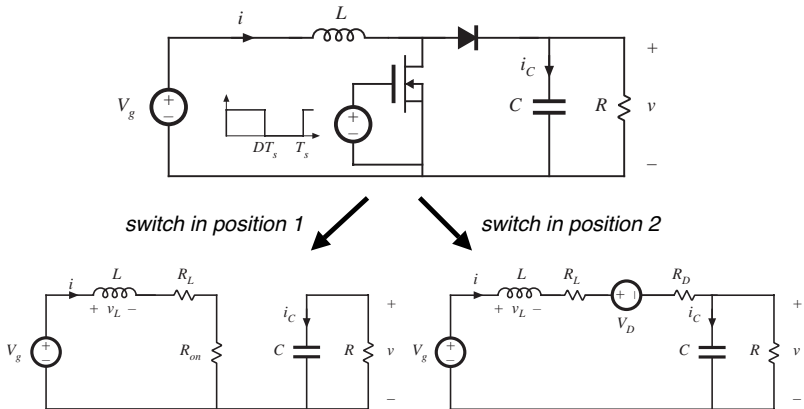 i
L
+
V_g
+
−
i_C
C
R
v
+
−
DT_s
T_s
−
switch in position 1
switch in position 2
i
L
R_L
+ v_L −
i_C
+
V_g
+
−
R_on
C
R
v
−
i
L
R_L
+ −
R_D
+ v_L −
V_D
i_C
+
V_g
+
−
C
R
v
−